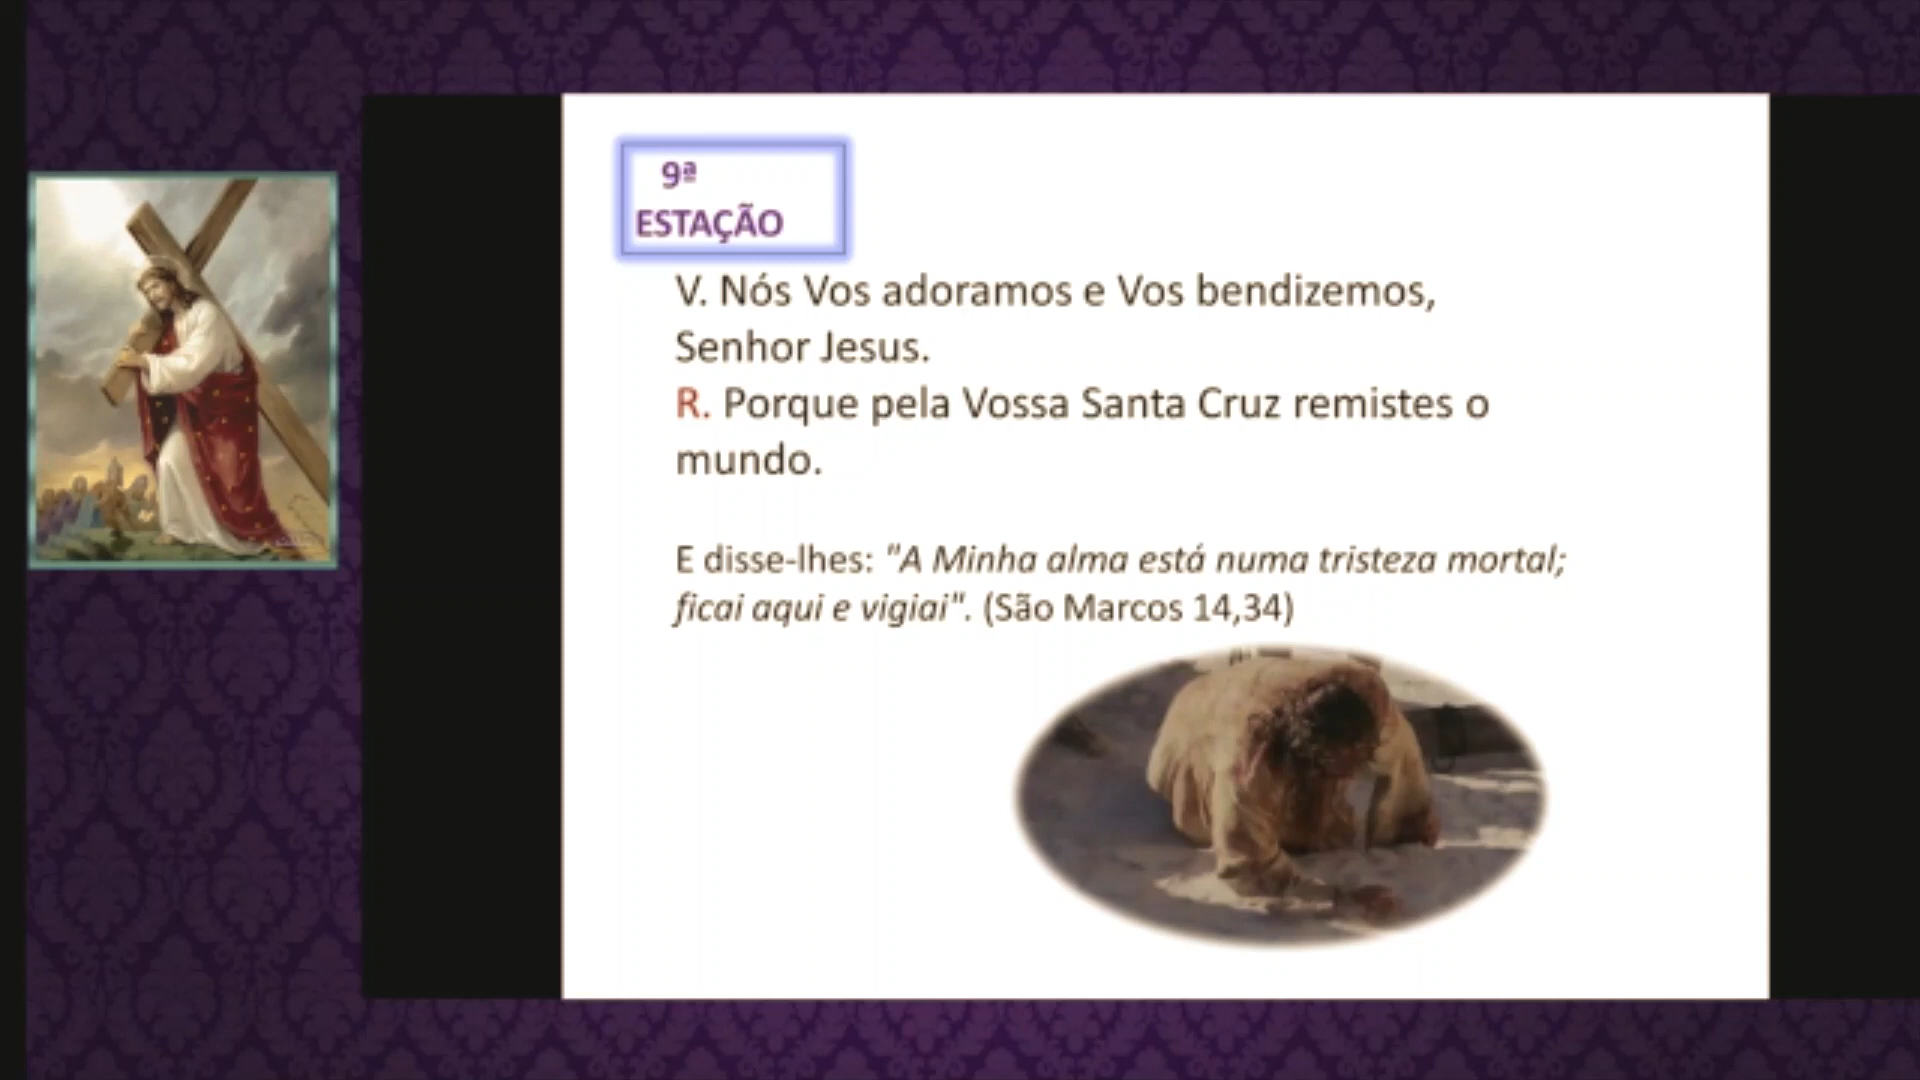 9ª
ESTAÇÃO
V. Nós Vos adoramos e Vos bendizemos,
Senhor Jesus.
R. Porque pela Vossa Santa Cruz remistes o
mundo.
E disse-lhes: "A Minha alma está numa tristeza mortal;
ficai aqui e vigiai". (São Marcos 14,34)